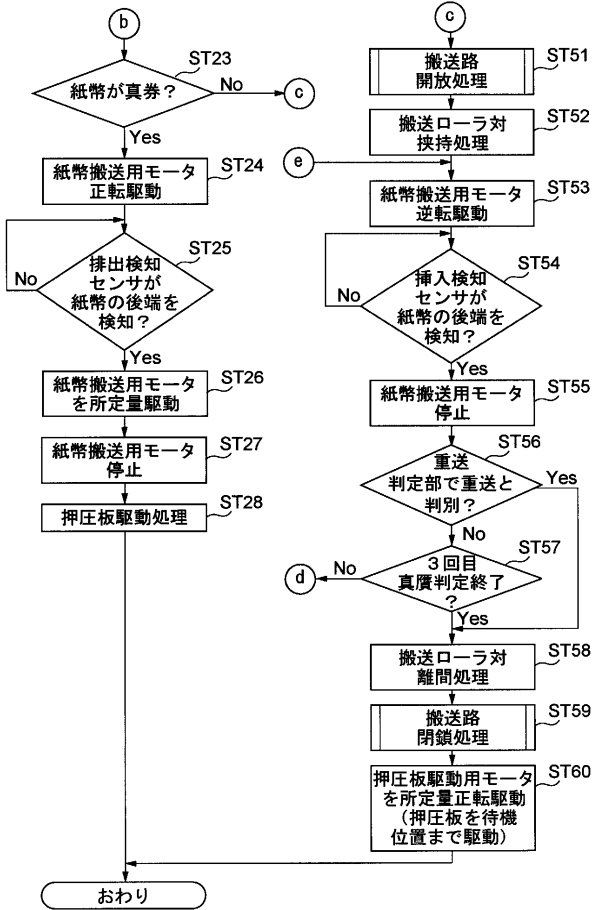 b
ST23
紙幣が真券？
No
c
Yes
ST24
紙幣搬送用モータ
正転駆動
ST25
排出検知
センサが
紙幣の後端を
検知？
No
Yes
ST26
紙幣搬送用モータ
を所定量駆動
ST27
紙幣搬送用モータ
停止
ST28
押圧板駆動処理
おわり
c
ST51
搬送路
開放処理
ST52
搬送ローラ対
挟持処理
e
ST53
紙幣搬送用モータ
逆転駆動
ST54
挿入検知
センサが
紙幣の後端を
検知？
No
Yes
ST55
紙幣搬送用モータ
停止
ST56
重送
判定部で重送と
判別？
Yes
No
ST57
３回目
真贋判定終了
？
No
d
Yes
ST58
搬送ローラ対
離間処理
ST59
搬送路
閉鎖処理
ST60
押圧板駆動用モータ
を所定量正転駆動
（押圧板を待機
位置まで駆動）